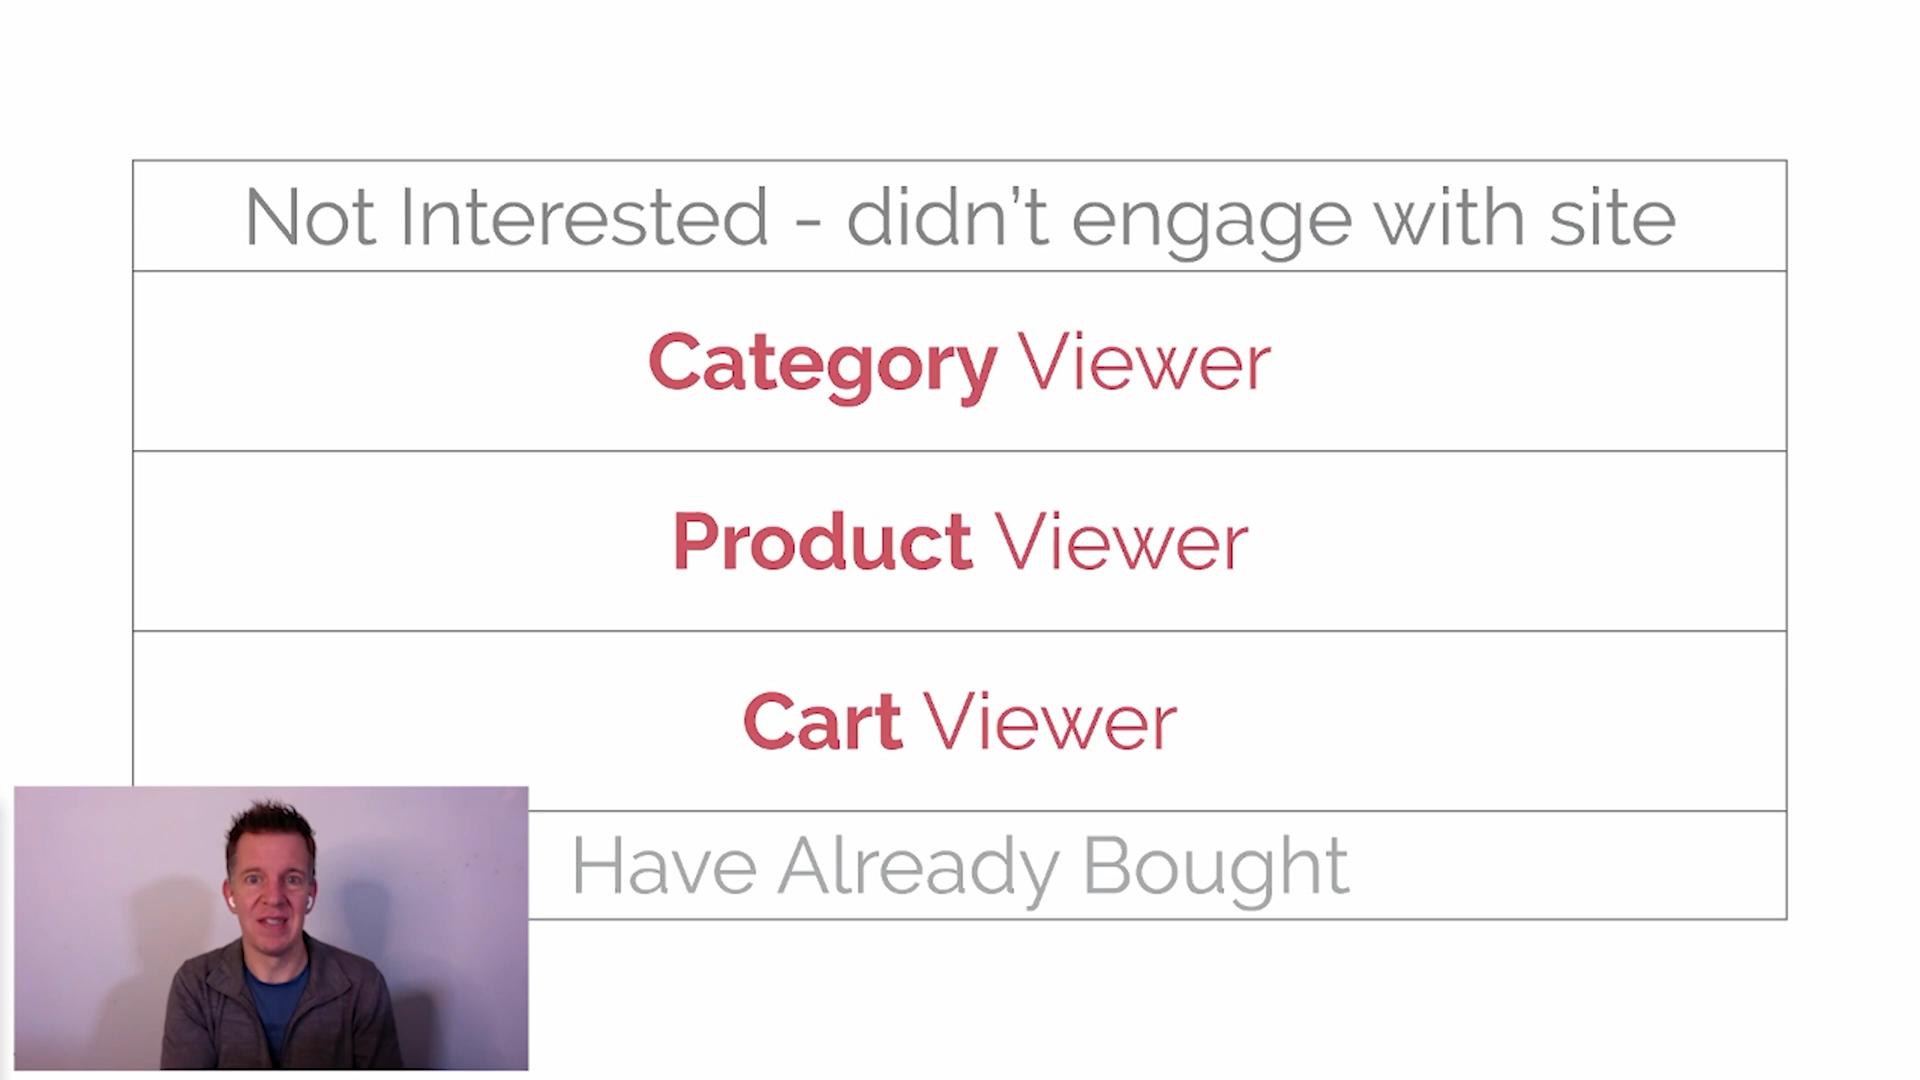 Not Interested - didn’t engage with site
Category Viewer
Product Viewer
Cart Viewer
Have Already Bought